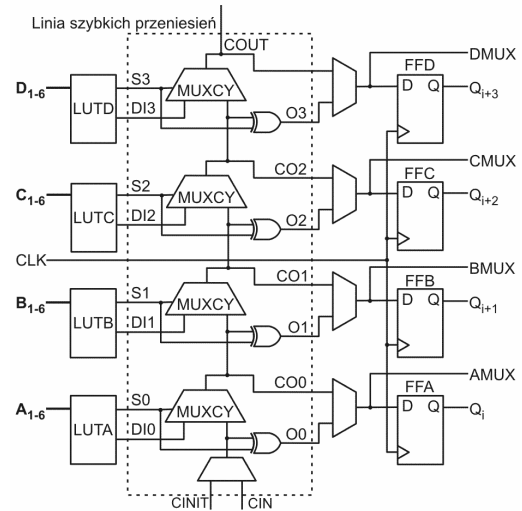 Linia szybkich przeniesień
COUT
DMUX
D1-6
LUTD
S3
DI3
MUXCY
O3
FFD
D Q
Qi+3
CMUX
C1-6
LUTC
S2
DI2
MUXCY
CO2
O2
FFC
D Q
Qi+2
CLK
BMUX
B1-6
LUTB
S1
DI1
MUXCY
CO1
O1
FFB
D Q
Qi+1
AMUX
A1-6
LUTA
S0
DI0
MUXCY
CO0
O0
FFA
D Q
Qi
CINIT
CIN